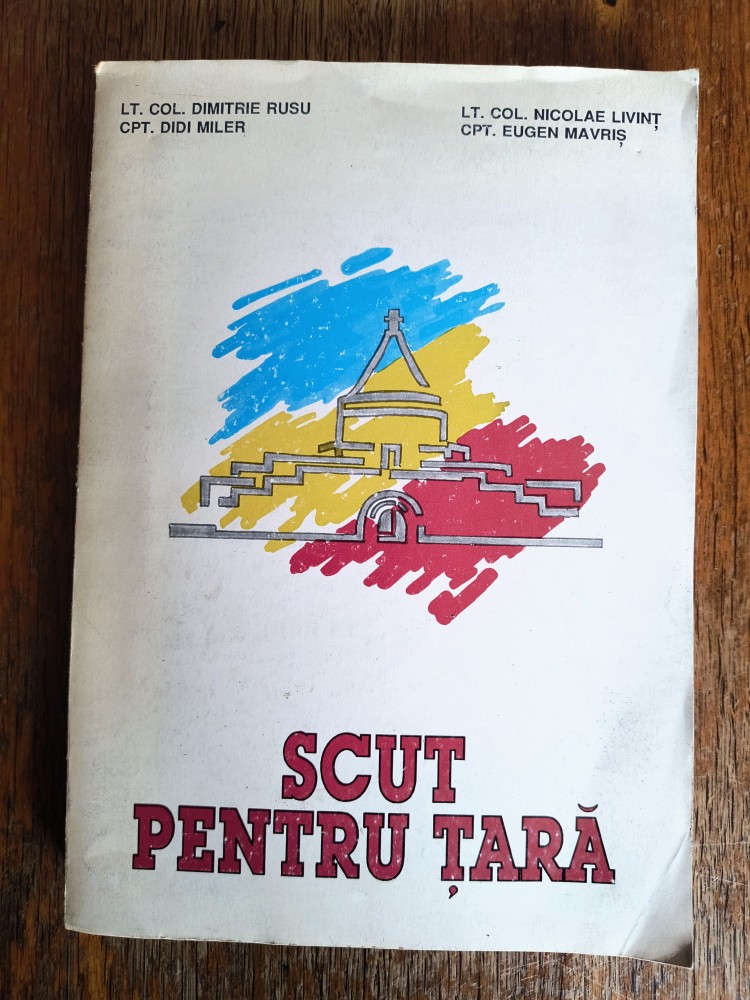 LT. COL. DIMITRIE RUSU
CPT. DIDI MILER
LT. COL. NICOLAE LIVINȚ
CPT. EUGEN MAVRIȘ
SCUT
PENTRU ȚARĂ